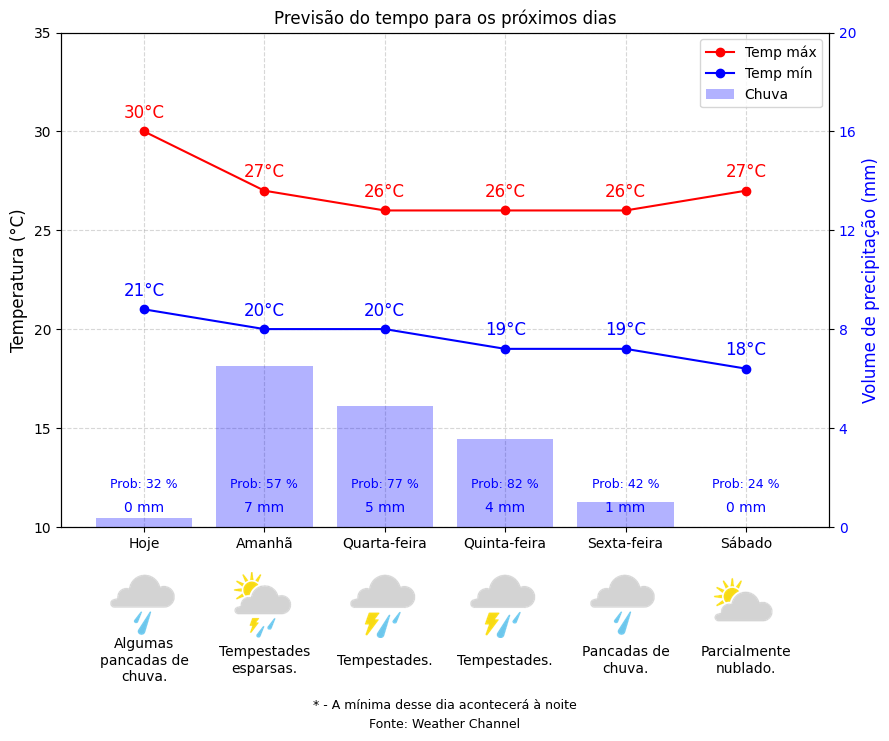 Previsão do tempo para os próximos dias
Temp máx
Temp mín
Chuva
Temperatura (°C)
35
30
25
20
15
10
Volume de precipitação (mm)
20
16
12
8
4
0
30°C
27°C
26°C
26°C
26°C
27°C
21°C
20°C
20°C
19°C
19°C
18°C
Prob: 32 %
Prob: 57 %
Prob: 77 %
Prob: 82 %
Prob: 42 %
Prob: 24 %
0 mm
7 mm
5 mm
4 mm
1 mm
0 mm
Hoje
Amanhã
Quarta-feira
Quinta-feira
Sexta-feira
Sábado
Algumas
pancadas de
chuva.
Tempestades
esparsas.
Tempestades.
Tempestades.
Pancadas de
chuva.
Parcialmente
nublado.
* - A mínima desse dia acontecerá à noite
Fonte: Weather Channel